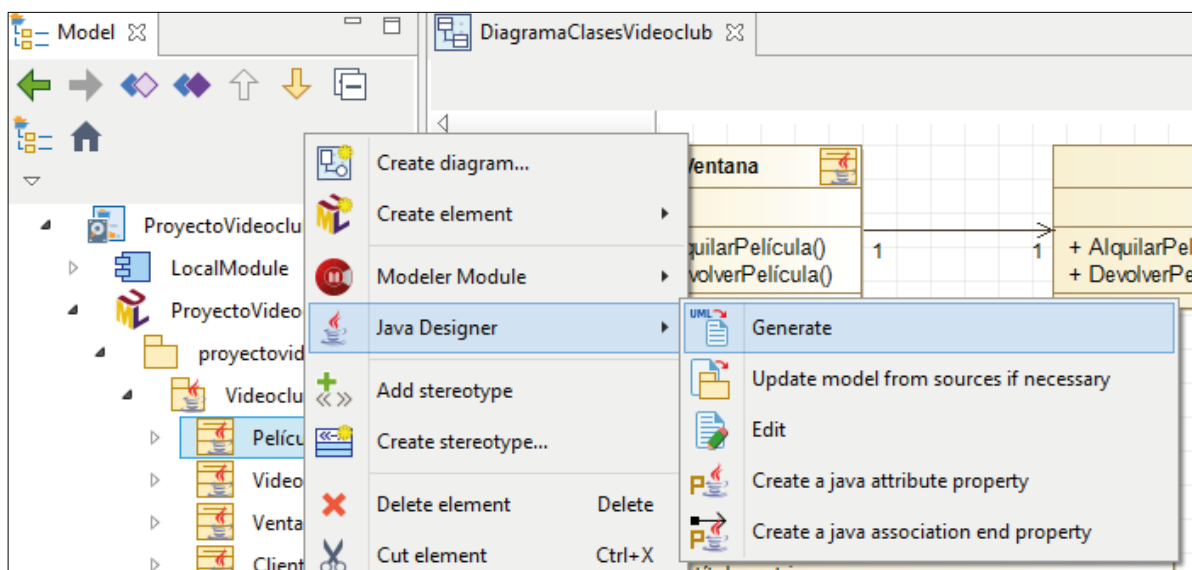 Model
DiagramaClasesVideoclub
Create diagram...
Create element
Modeler Module
Java Designer
Add stereotype
Create stereotype...
Delete element Delete
Cut element Ctrl+X
ProyectoVideoclu
LocalModule
ProyectoVideo
proyectovid
Videoclu
Pelícu
Video
Venta
Client
Ventana
quilarPelícula()
volverPelícula()
1 1
+ AlquilarPel
+ DevolverPe
UML
Generate
Update model from sources if necessary
Edit
P Create a java attribute property
P Create a java association end property